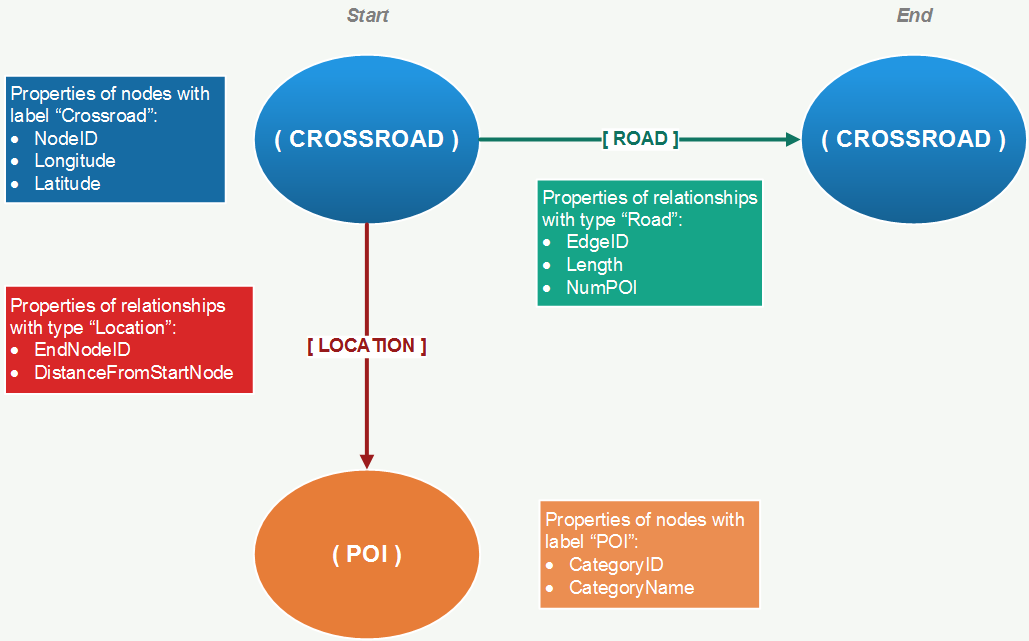 Start
End
Properties of nodes with
label “Crossroad”:
• NodeID
• Longitude
• Latitude
( CROSSROAD )
[ ROAD ]
( CROSSROAD )
Properties of relationships
with type “Road”:
• EdgeID
• Length
• NumPOI
Properties of relationships
with type “Location”:
• EndNodeID
• DistanceFromStartNode
[ LOCATION ]
( POI )
Properties of nodes with
label “POI”:
• CategoryID
• CategoryName